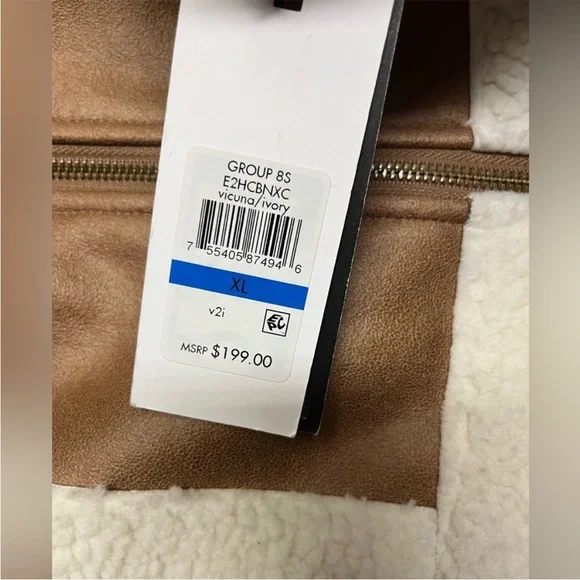 GROUP 8S
E2HCBNXC
vicuna/ivory
7 55405 87494 6
XL
v2i
MSRP $199.00